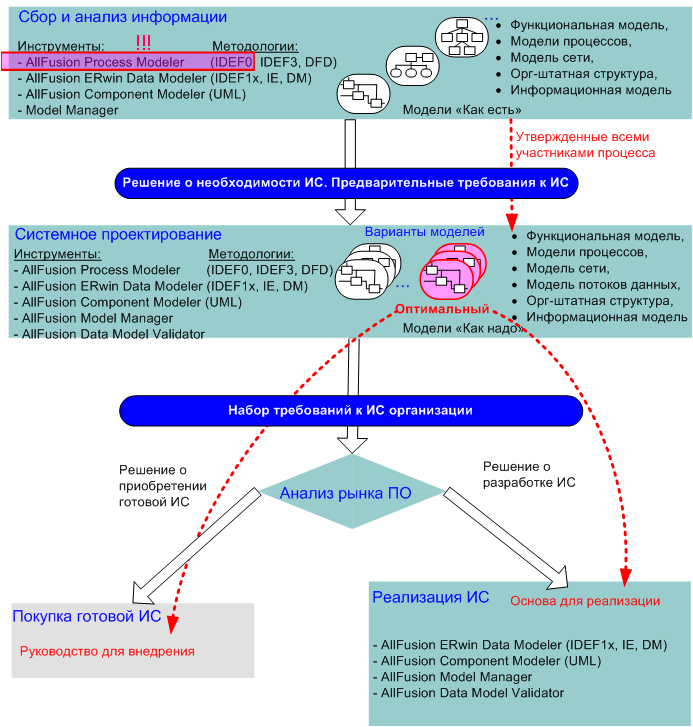 Сбор и анализ информации
Инструменты:
!!!
Методологии:
- AllFusion Process Modeler (IDEF0, IDEF3, DFD)
- AllFusion ERwin Data Modeler (IDEF1x, IE, DM)
- AllFusion Component Modeler (UML)
- Model Manager
...
• Функциональная модель,
• Модели процессов,
• Модель сети,
• Орг-штатная структура,
• Информационная модель
Модели «Как есть»
Утвержденные всеми
участниками процесса
Решение о необходимости ИС. Предварительные требования к ИС
Системное проектирование
Инструменты:
Методологии:
- AllFusion Process Modeler (IDEF0, IDEF3, DFD)
- AllFusion ERwin Data Modeler (IDEF1x, IE, DM)
- AllFusion Component Modeler (UML)
- AllFusion Model Manager
- AllFusion Data Model Validator
Варианты моделей
...
Оптимальный
Модели «Как надо»
• Функциональная модель,
• Модели процессов,
• Модель сети,
• Модель потоков данных,
• Орг-штатная структура,
• Информационная модель
Набор требований к ИС организации
Решение о
приобретении
готовой ИС
Анализ рынка ПО
Решение о
разработке ИС
Покупка готовой ИС
Руководство для внедрения
Реализация ИС
Основа для реализации
- AllFusion ERwin Data Modeler (IDEF1x, IE, DM)
- AllFusion Component Modeler (UML)
- AllFusion Model Manager
- AllFusion Data Model Validator